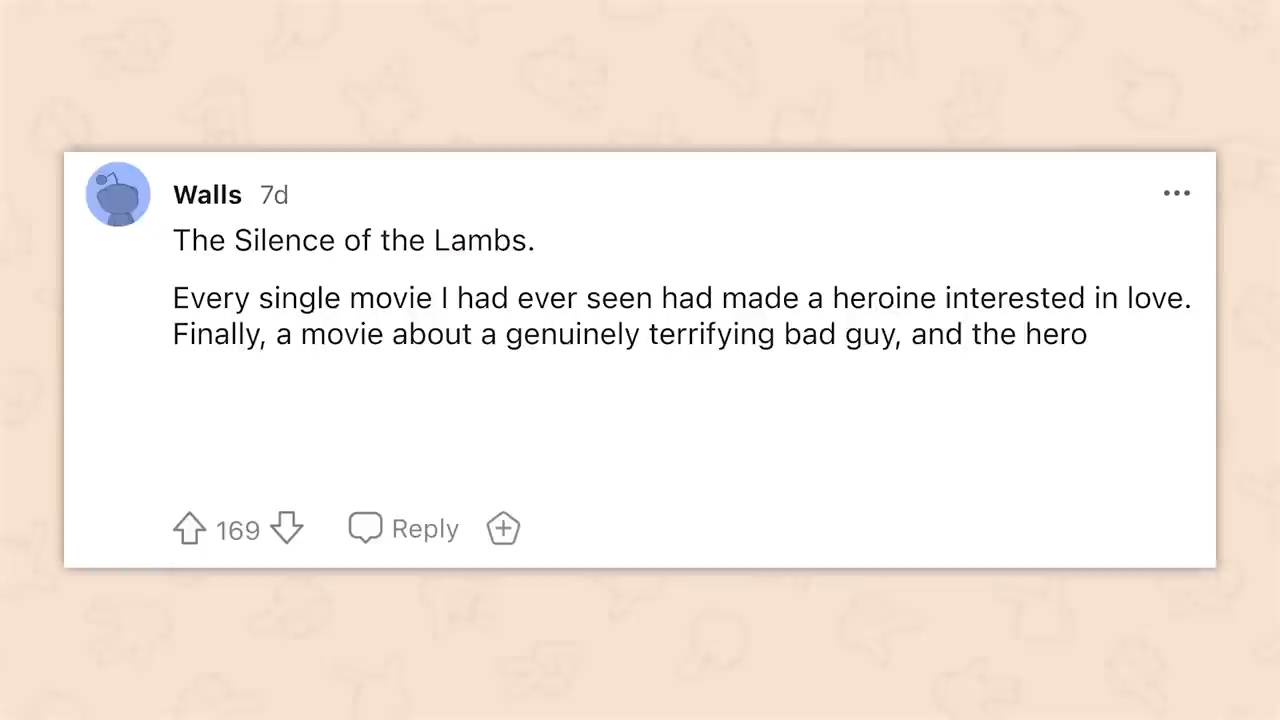 Walls 7d
The Silence of the Lambs.
Every single movie I had ever seen had made a heroine interested in love.
Finally, a movie about a genuinely terrifying bad guy, and the hero
169 Reply